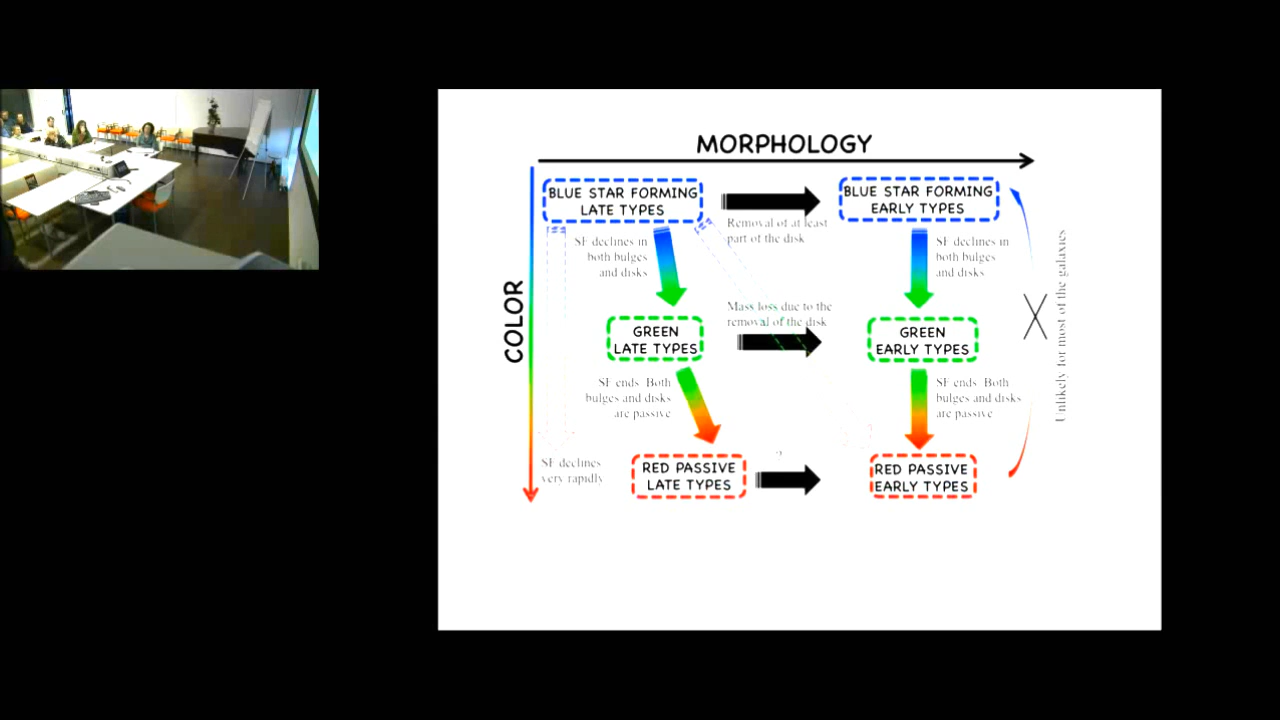 MORPHOLOGY
BLUE STAR FORMING
LATE TYPES
BLUE STAR FORMING
EARLY TYPES
Removal of at least
part of the disk
SF declines in
both bulges
and disks
SF declines in
both bulges
and disks
COLOR
Mass loss due to the
removal of the disk
GREEN
LATE TYPES
GREEN
EARLY TYPES
Unlikely for most of the galaxies
SF ends. Both
bulges and disks
are passive
SF ends. Both
bulges and disks
are passive
SF declines
very rapidly
RED PASSIVE
LATE TYPES
?
RED PASSIVE
EARLY TYPES